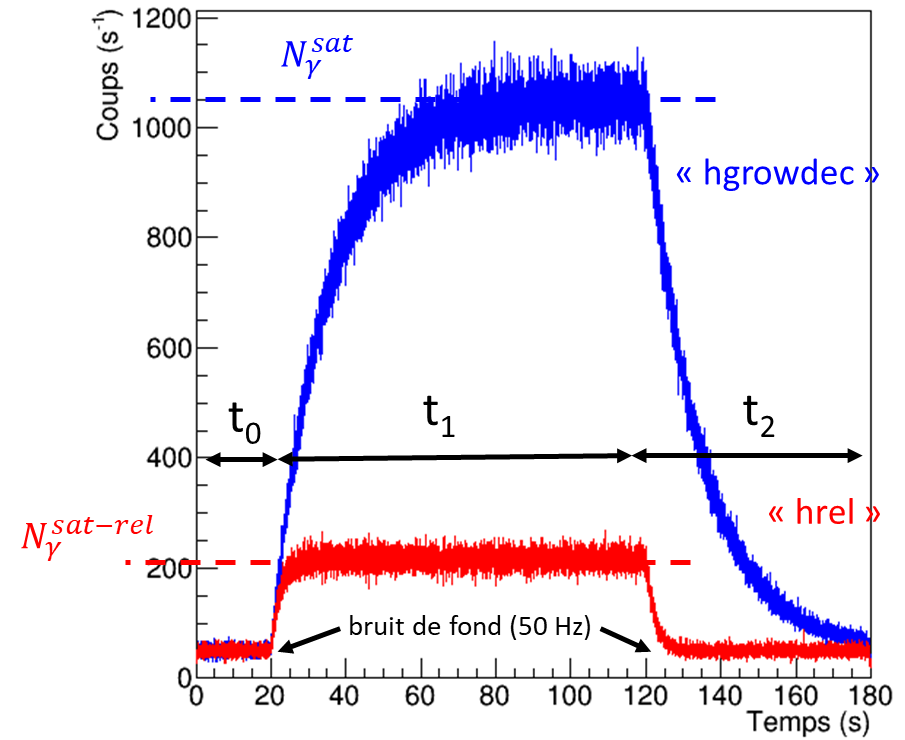 Coups (s⁻¹)
1200
1000
800
600
400
200
0
N_γ^{sat}
« hgrowdec »
t₀
t₁
t₂
N_γ^{sat-rel}
« hrel »
bruit de fond (50 Hz)
0 20 40 60 80 100 120 140 160 180
Temps (s)